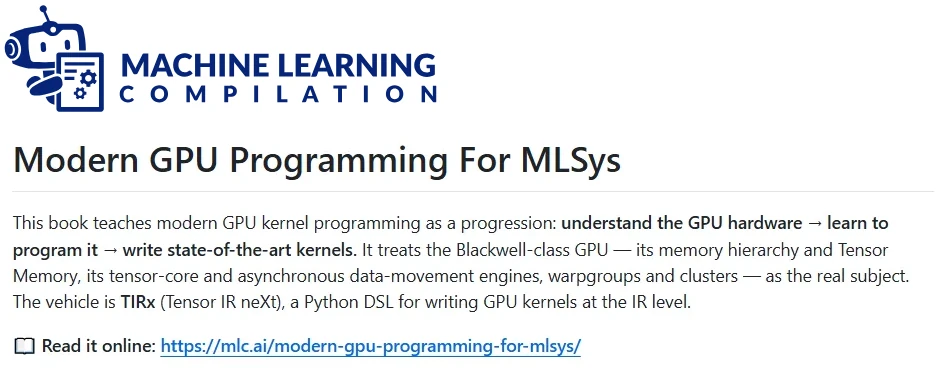 MACHINE LEARNING
COMPILATION
Modern GPU Programming For MLSys
This book teaches modern GPU kernel programming as a progression: understand the GPU hardware → learn to
program it → write state-of-the-art kernels. It treats the Blackwell-class GPU — its memory hierarchy and Tensor
Memory, its tensor-core and asynchronous data-movement engines, warpgroups and clusters — as the real subject.
The vehicle is TIRx (Tensor IR neXt), a Python DSL for writing GPU kernels at the IR level.
📖 Read it online: https://mlc.ai/modern-gpu-programming-for-mlsys/